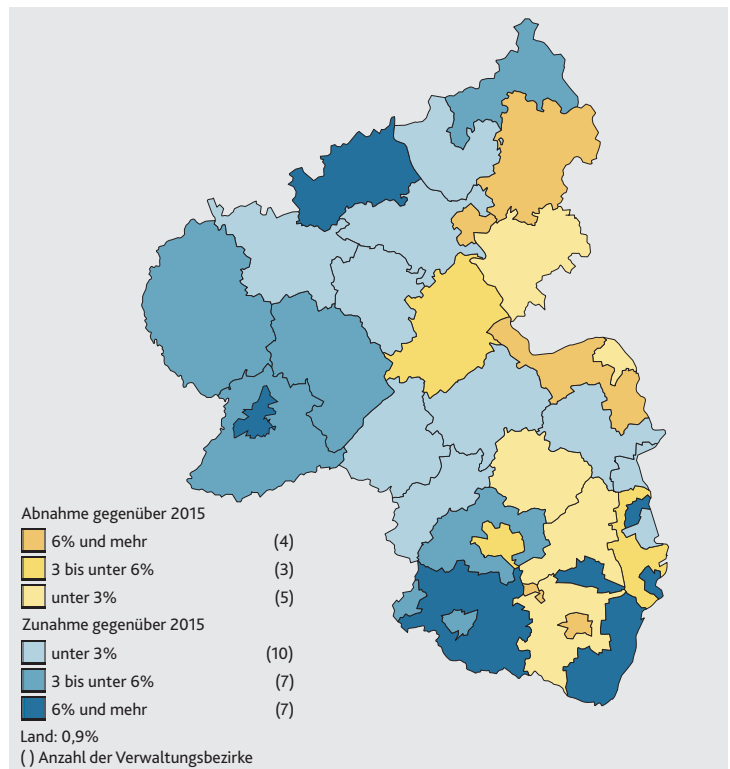 Abnahme gegenüber 2015
6% und mehr (4)
3 bis unter 6% (3)
unter 3% (5)
Zunahme gegenüber 2015
unter 3% (10)
3 bis unter 6% (7)
6% und mehr (7)
Land: 0,9%
( ) Anzahl der Verwaltungsbezirke